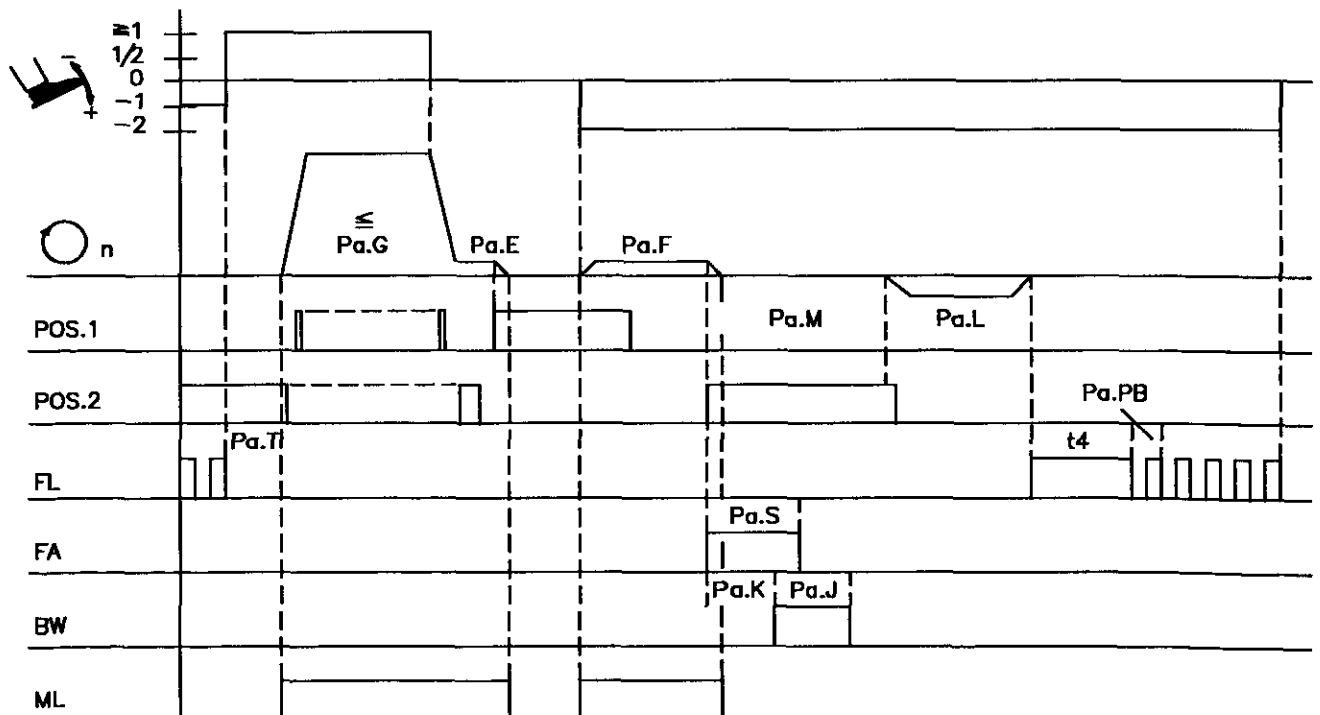 ≧1
1/2
0
−1
−2
−
+
n
≦
Pa.G
Pa.E
Pa.F
POS.1
Pa.M
Pa.L
POS.2
Pa.PB
Pa.T
t4
FL
Pa.S
FA
Pa.K
Pa.J
BW
ML